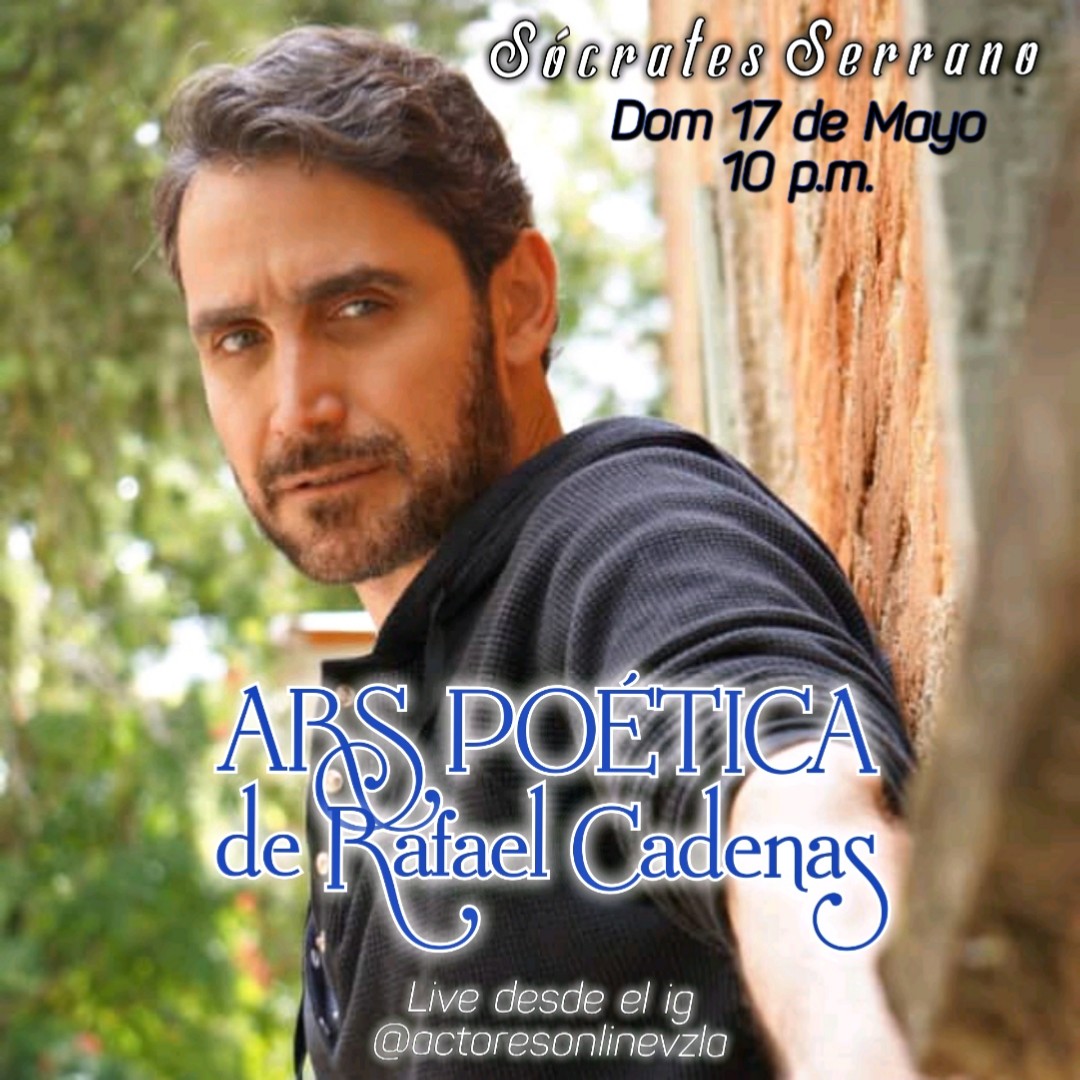 Sócrates Serrano
Dom 17 de Mayo
10 p.m.
ARS POÉTICA
de Rafael Cadenas
Live desde el ig
@actoresonlinevzla